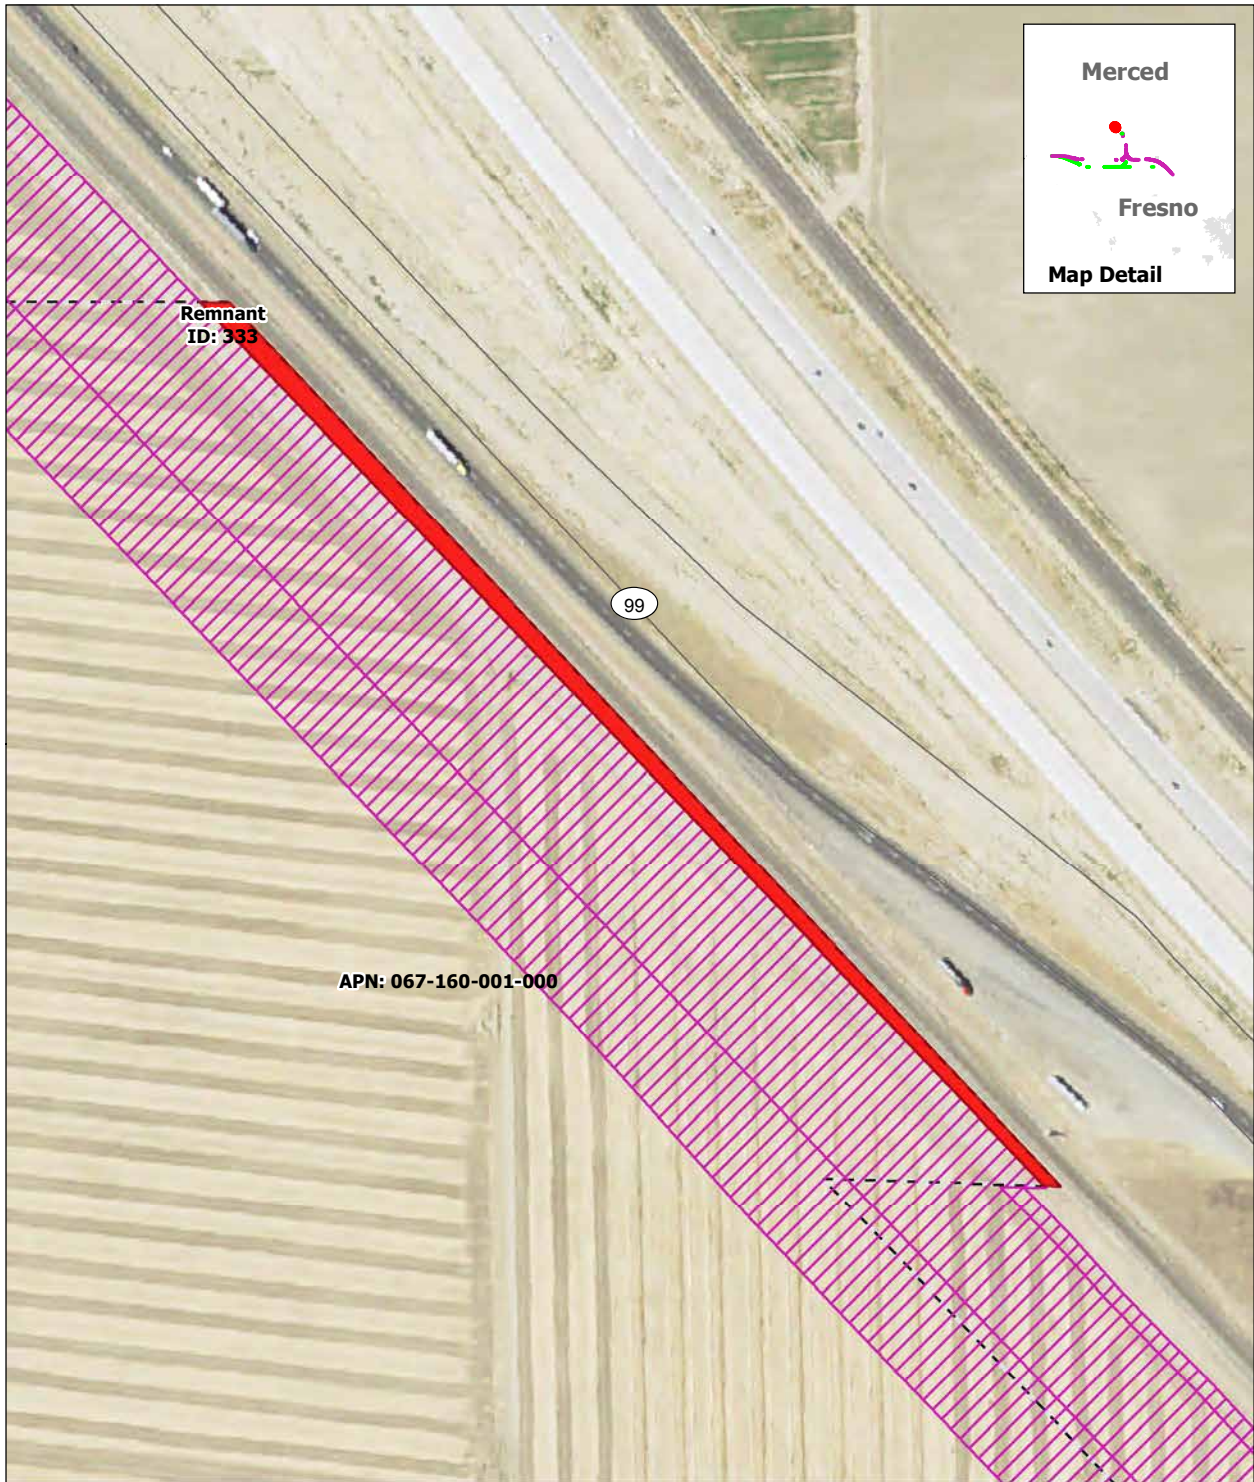 Merced
Fresno
Map Detail
Remnant
ID: 333
99
APN: 067-160-001-000